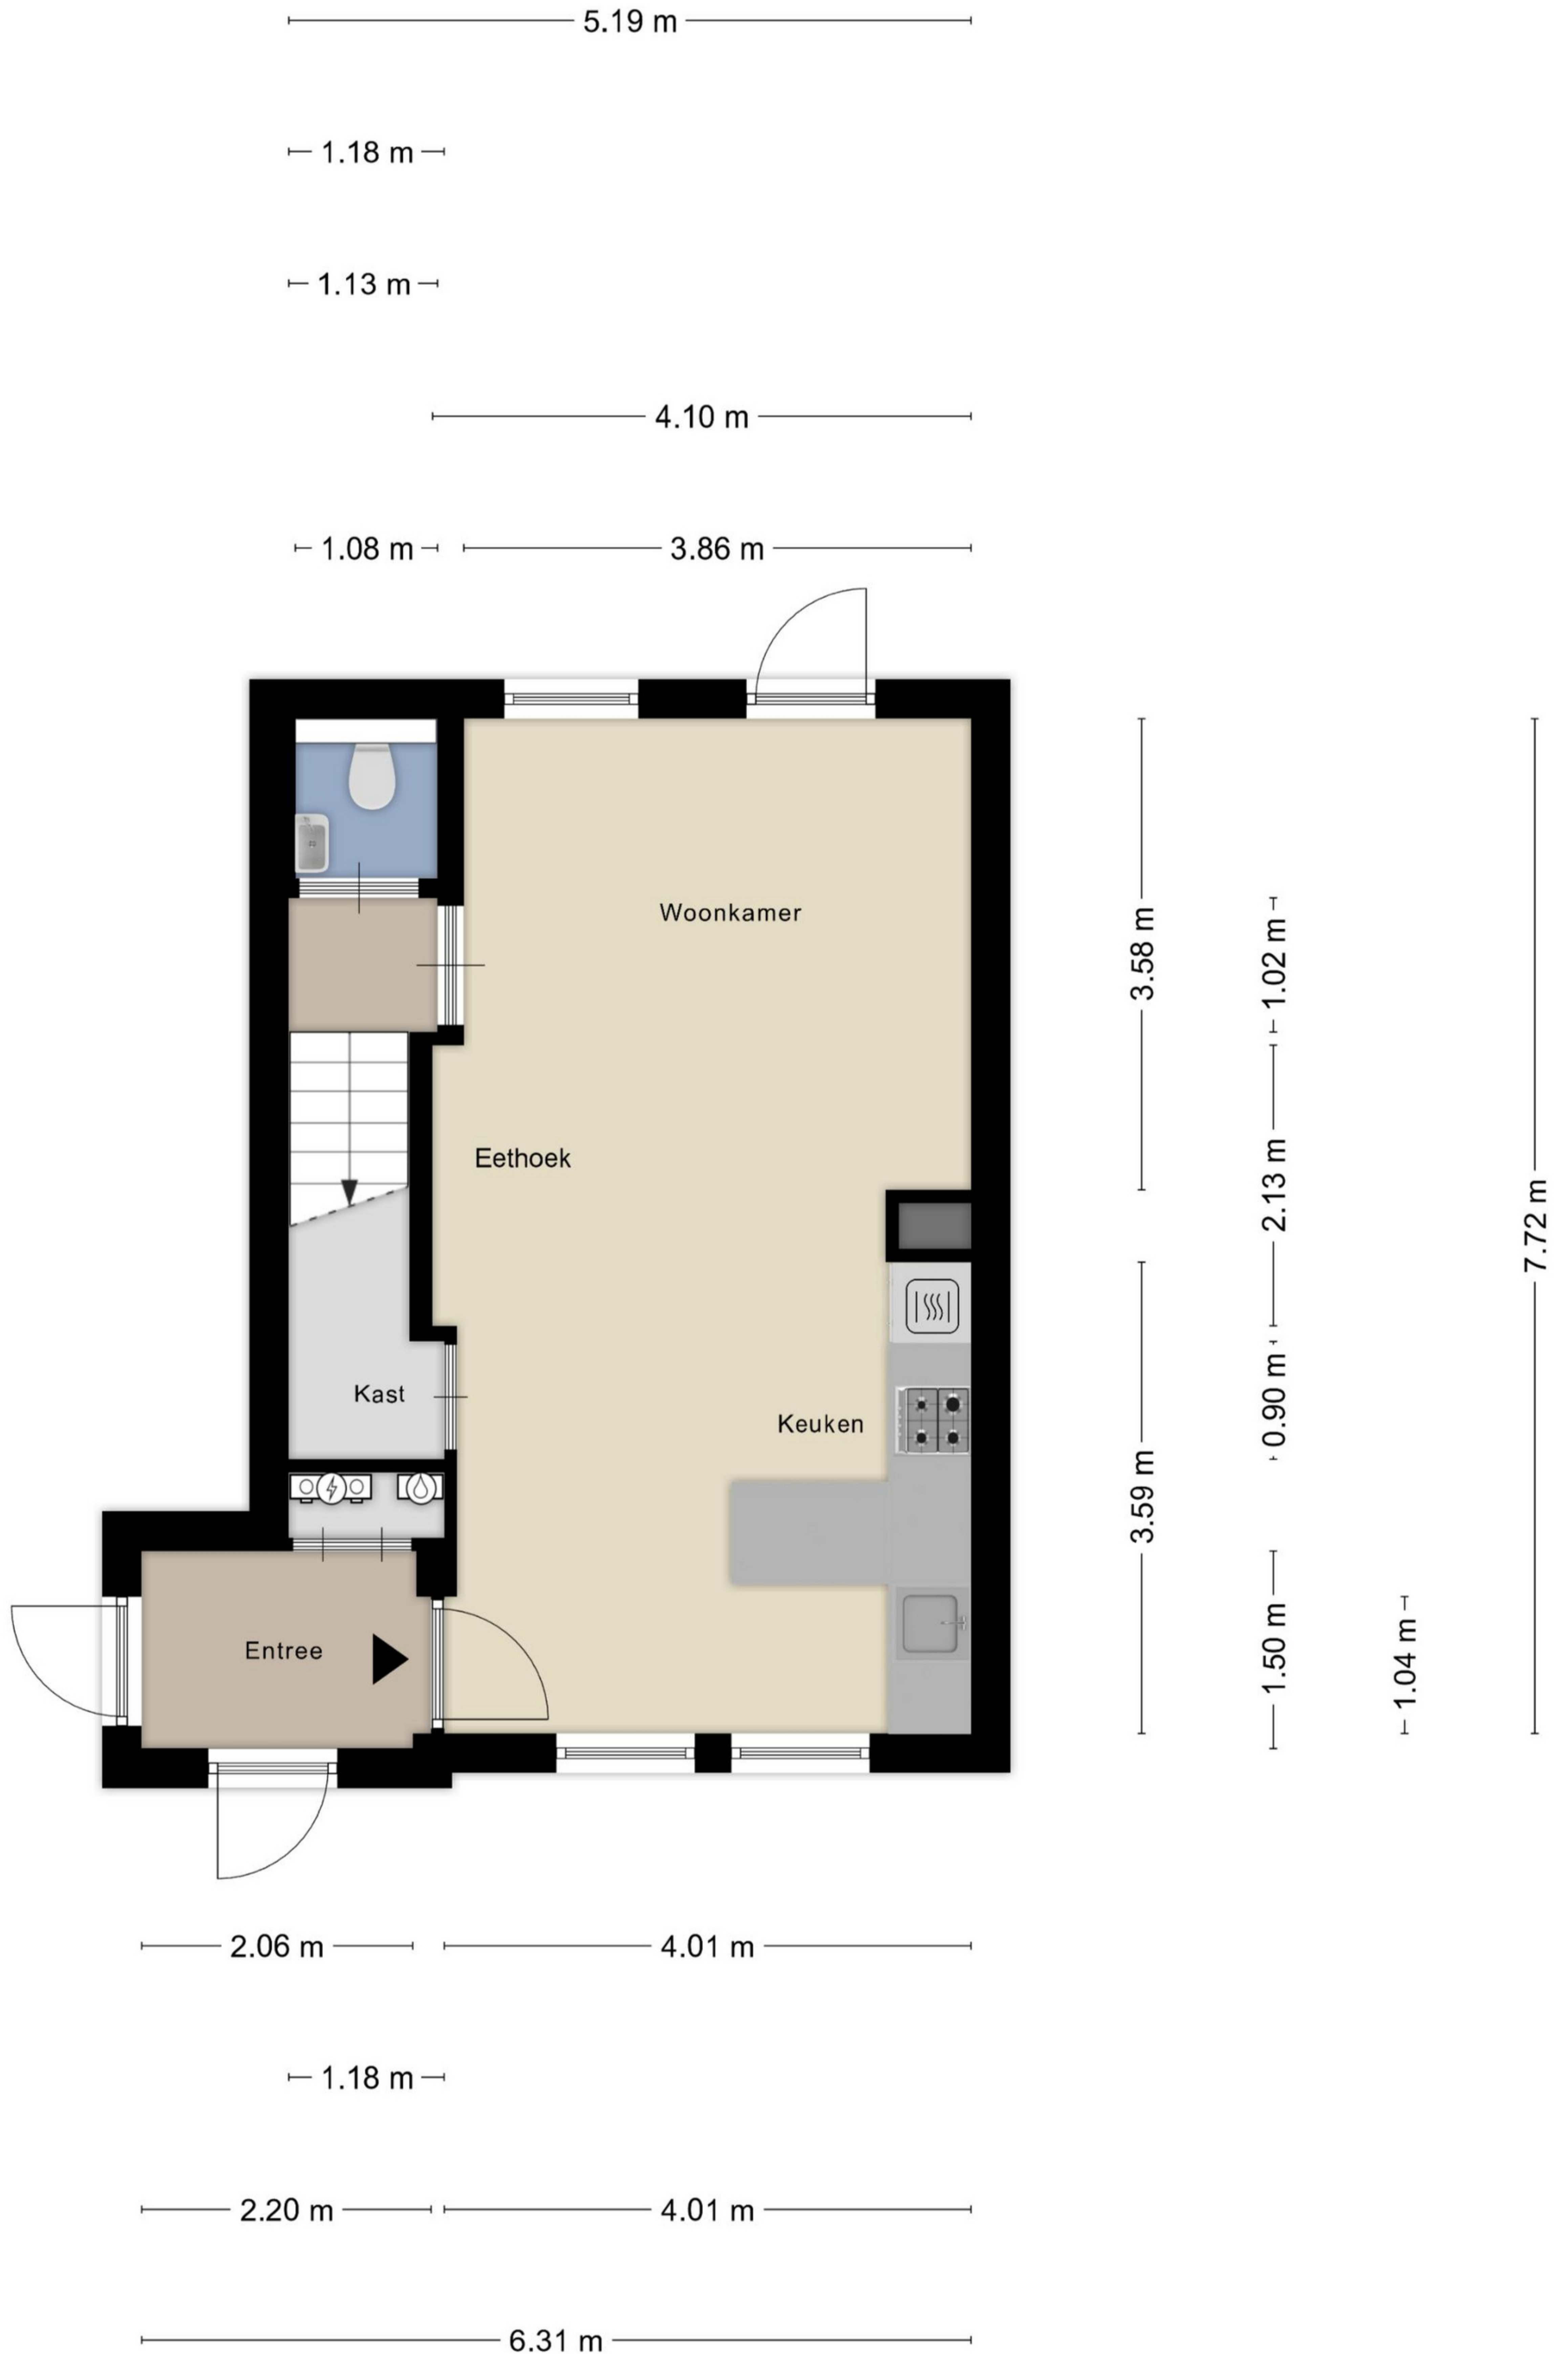 5.19 m
1.18 m
1.13 m
4.10 m
1.08 m
3.86 m
Woonkamer
3.58 m
1.02 m
Eethoek
2.13 m
7.72 m
Kast
0.90 m
Keuken
3.59 m
Entree
1.50 m
1.04 m
2.06 m
4.01 m
1.18 m
2.20 m
4.01 m
6.31 m